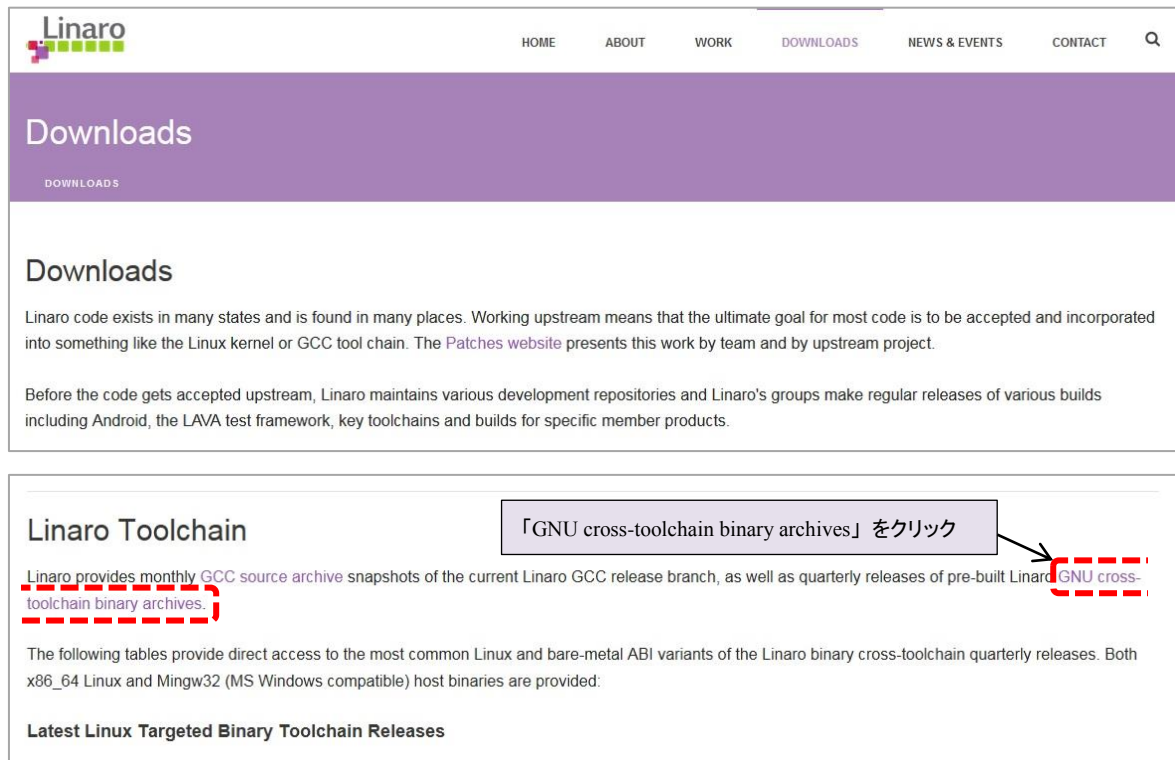 Linaro
HOME ABOUT WORK DOWNLOADS NEWS & EVENTS CONTACT
Downloads
DOWNLOADS
Downloads
Linaro code exists in many states and is found in many places. Working upstream means that the ultimate goal for most code is to be accepted and incorporated
into something like the Linux kernel or GCC tool chain. The Patches website presents this work by team and by upstream project.
Before the code gets accepted upstream, Linaro maintains various development repositories and Linaro's groups make regular releases of various builds
including Android, the LAVA test framework, key toolchains and builds for specific member products.
Linaro Toolchain
「GNU cross-toolchain binary archives」をクリック
Linaro provides monthly GCC source archive snapshots of the current Linaro GCC release branch, as well as quarterly releases of pre-built Linaro GNU cross-
toolchain binary archives.
The following tables provide direct access to the most common Linux and bare-metal ABI variants of the Linaro binary cross-toolchain quarterly releases. Both
x86_64 Linux and Mingw32 (MS Windows compatible) host binaries are provided:
Latest Linux Targeted Binary Toolchain Releases